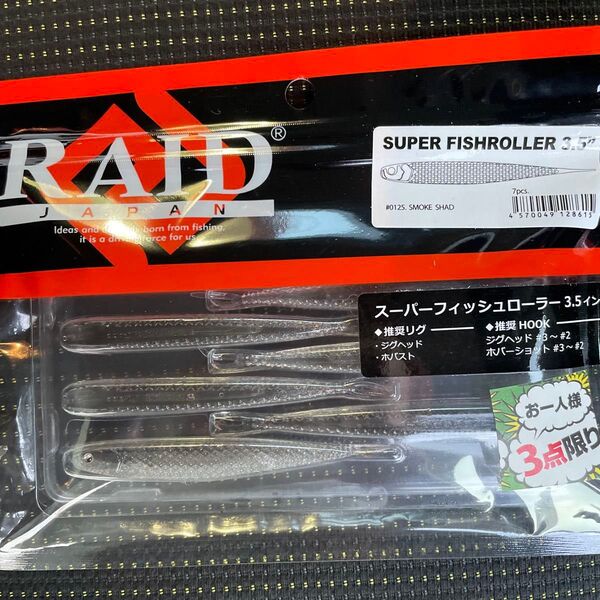 RAID®
JAPAN
Ideas and creativity born from fishing.
it is a driving force for us.
SUPER FISHROLLER 3.5"
7pcs.
#0125. SMOKE SHAD
4 570049 128613
スーパーフィッシュローラー 3.5イン
●推奨リグ
・ジグヘッド
・ホバスト
●推奨 HOOK
ジグヘッド #3～#2
ホバーショット #3～#2
お一人様
3点限り